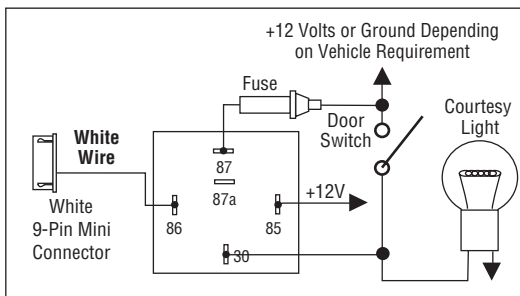 +12 Volts or Ground Depending
on Vehicle Requirement
Fuse
Door
Switch
Courtesy
Light
White
Wire
White
9-Pin Mini
Connector
87
87a
86
85
+12V
30